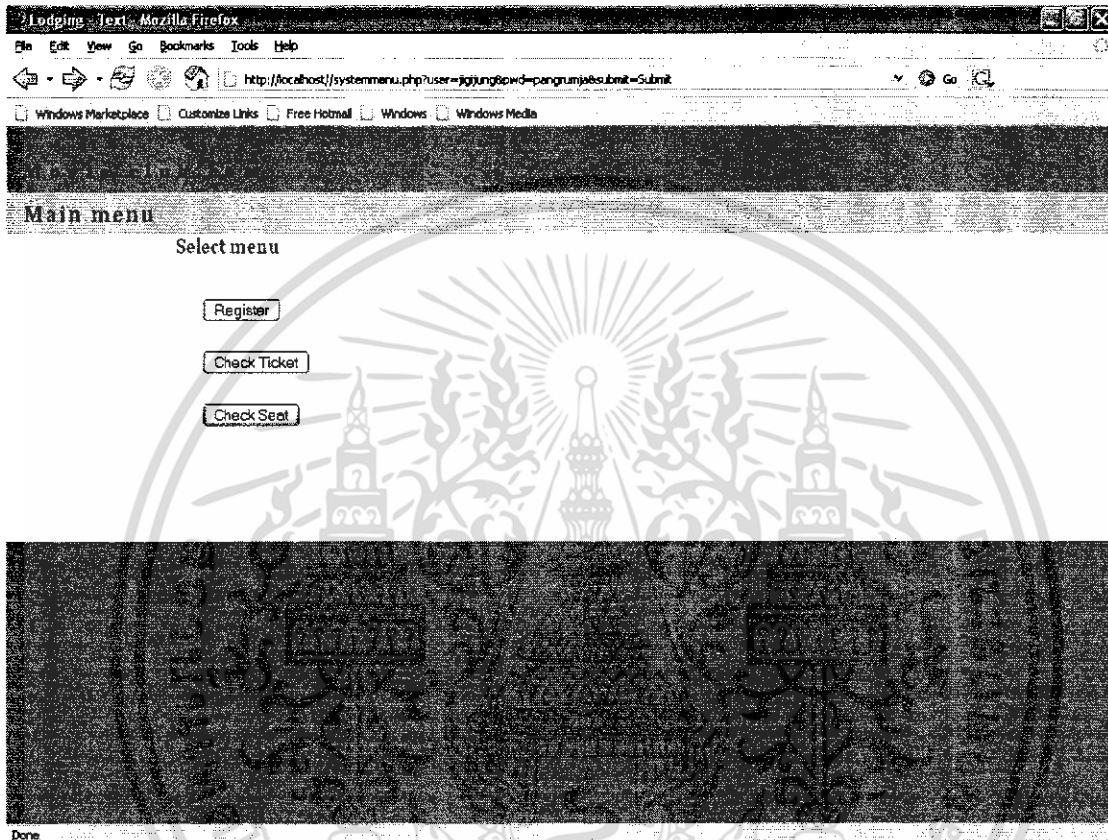 Lodging - Text - Mozilla Firefox
File Edit View Go Bookmarks Tools Help
http://localhost//systemmenu.php?user=jigjung&pwd=pangrumja&submit=Submit Go
Windows Marketplace Customize Links Free Hotmail Windows Windows Media
Main menu
Select menu
Register
Check Ticket
Check Seat
Done